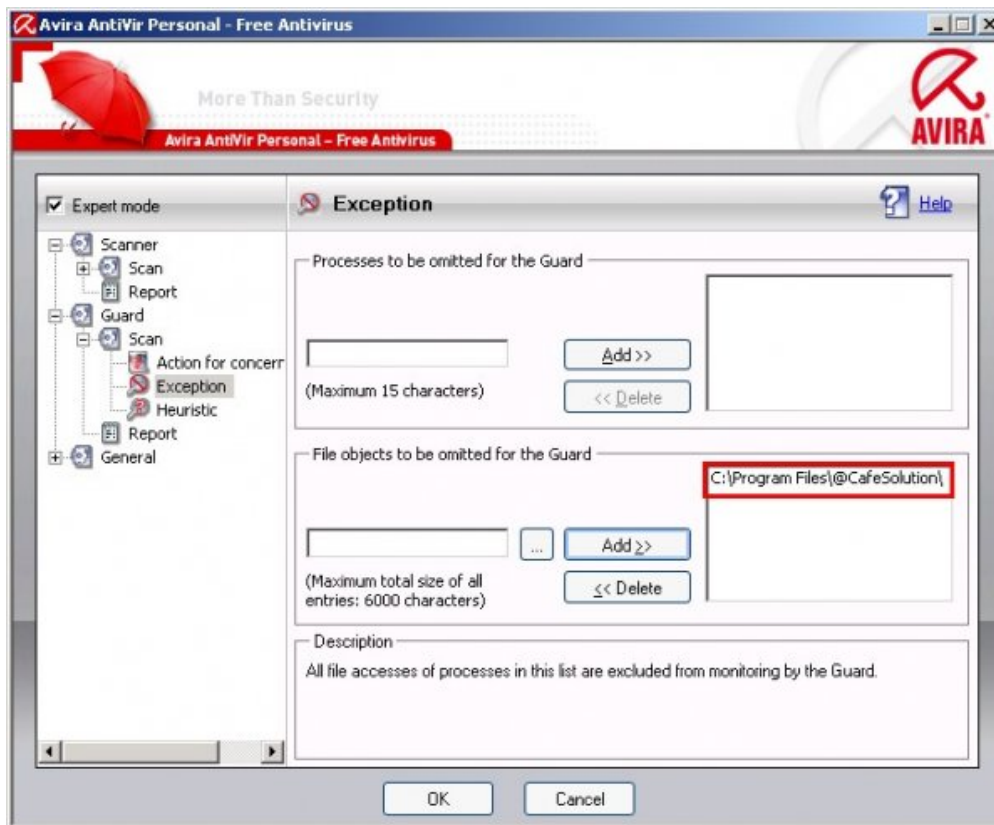 Avira AntiVir Personal - Free Antivirus
More Than Security
Avira AntiVir Personal – Free Antivirus
AVIRA
Expert mode
Scanner
Scan
Report
Guard
Scan
Action for concerr
Exception
Heuristic
Report
General
Exception
Help
Processes to be omitted for the Guard
Add >>
(Maximum 15 characters)
<< Delete
File objects to be omitted for the Guard
C:\Program Files\@CafeSolution\
...
Add >>
(Maximum total size of all
entries: 6000 characters)
<< Delete
Description
All file accesses of processes in this list are excluded from monitoring by the Guard.
OK
Cancel